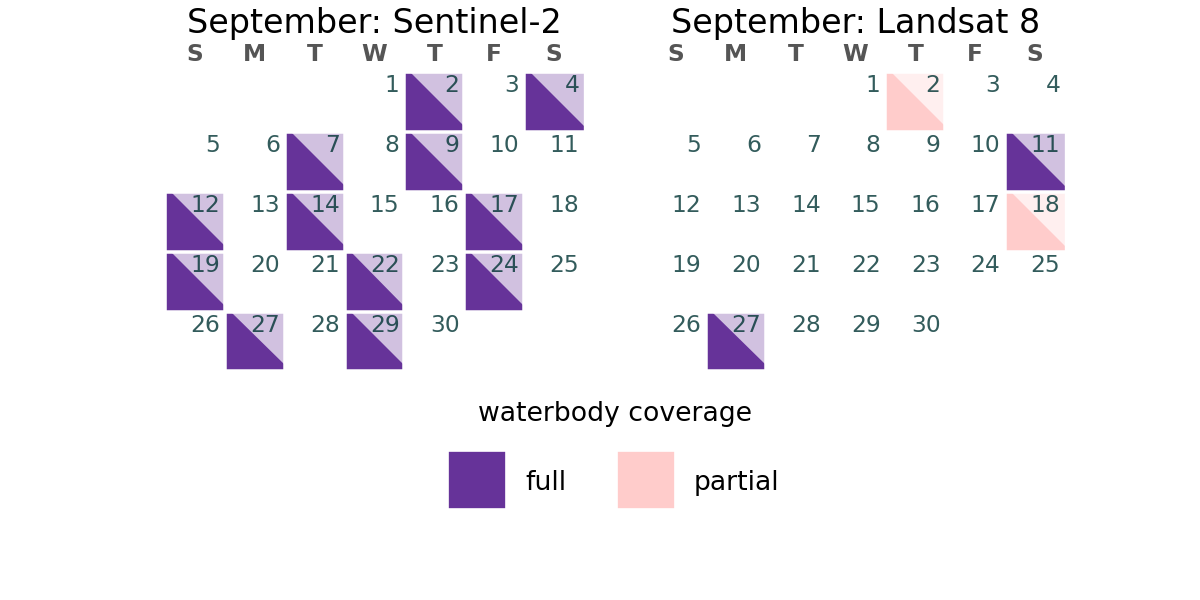 September: Sentinel-2
S M T W T F S
1 2 3 4
5 6 7 8 9 10 11
12 13 14 15 16 17 18
19 20 21 22 23 24 25
26 27 28 29 30
September: Landsat 8
S M T W T F S
1 2 3 4
5 6 7 8 9 10 11
12 13 14 15 16 17 18
19 20 21 22 23 24 25
26 27 28 29 30
waterbody coverage
full partial